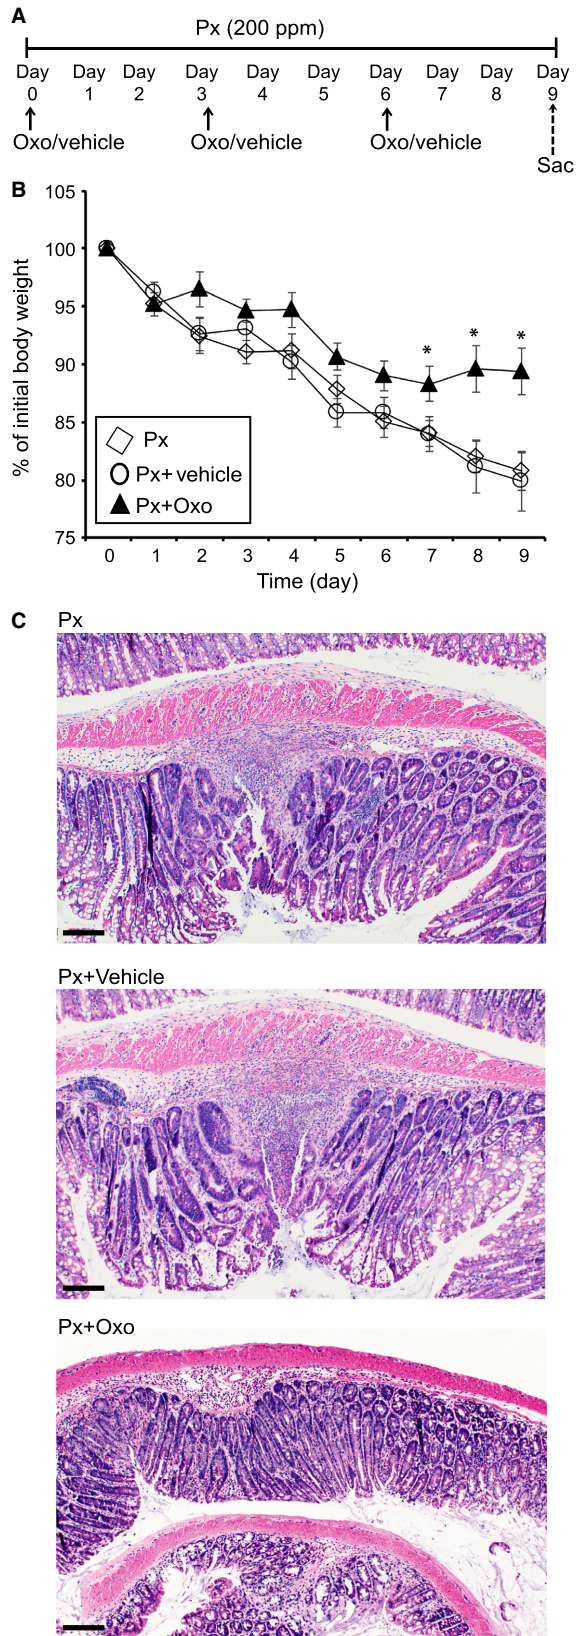 A
Px (200 ppm)
Day Day Day Day Day Day Day Day Day Day
0 1 2 3 4 5 6 7 8 9
Oxo/vehicle Oxo/vehicle Oxo/vehicle
Sac
B
105
100
95
90
85
80
75
% of initial body weight
* * *
Px
Px+vehicle
Px+Oxo
0 1 2 3 4 5 6 7 8 9
Time (day)
C
Px
Px+Vehicle
Px+Oxo